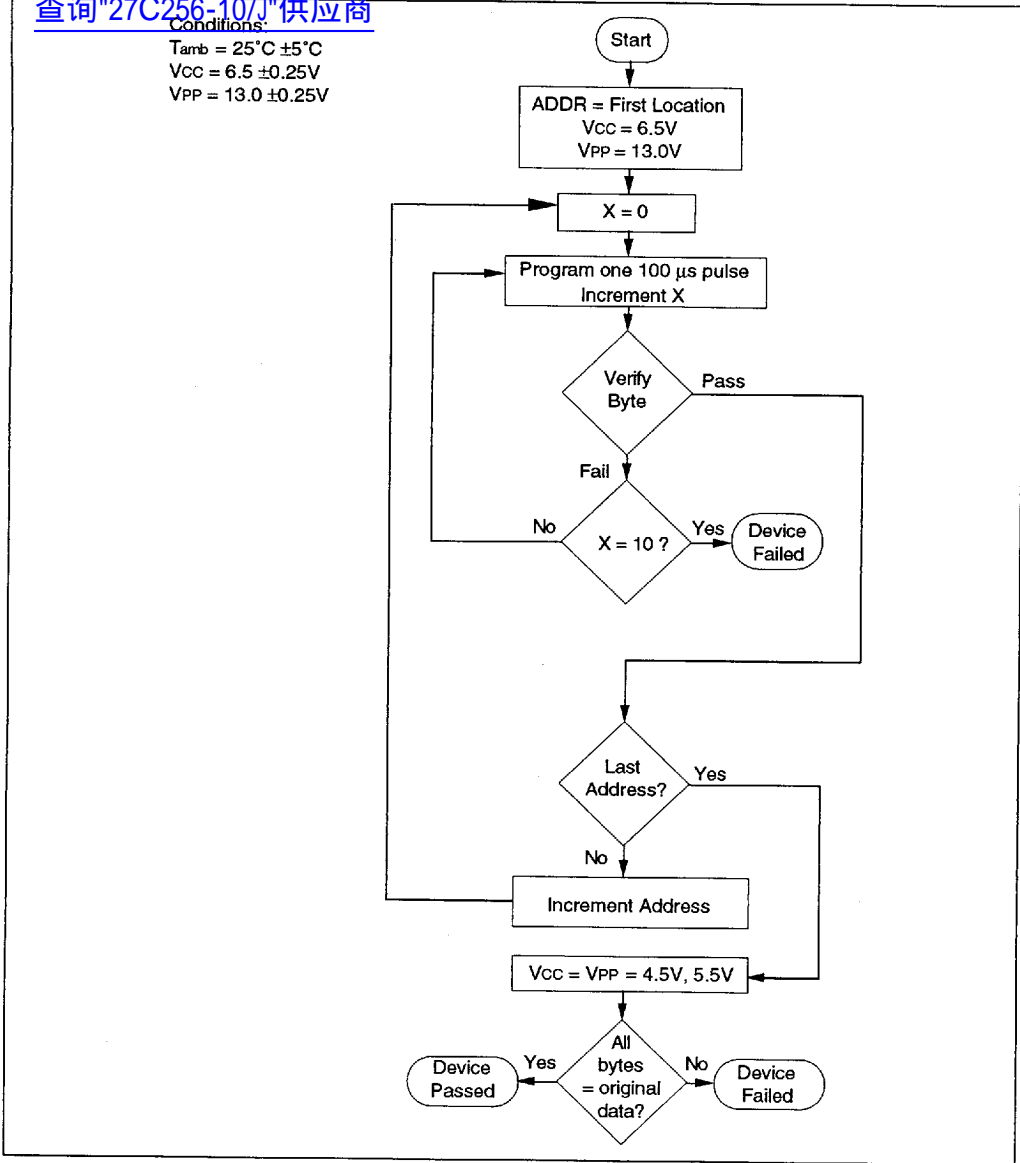 查询"27C256-10/J"供应商
Conditions:
Tamb = 25°C ±5°C
VCC = 6.5 ±0.25V
VPP = 13.0 ±0.25V
Start
ADDR = First Location
VCC = 6.5V
VPP = 13.0V
X = 0
Program one 100 µs pulse
Increment X
Verify
Byte
Pass
Fail
No
X = 10 ?
Yes
Device
Failed
Last
Address?
Yes
No
Increment Address
VCC = VPP = 4.5V, 5.5V
All
bytes
= original
data?
Yes
Device
Passed
No
Device
Failed